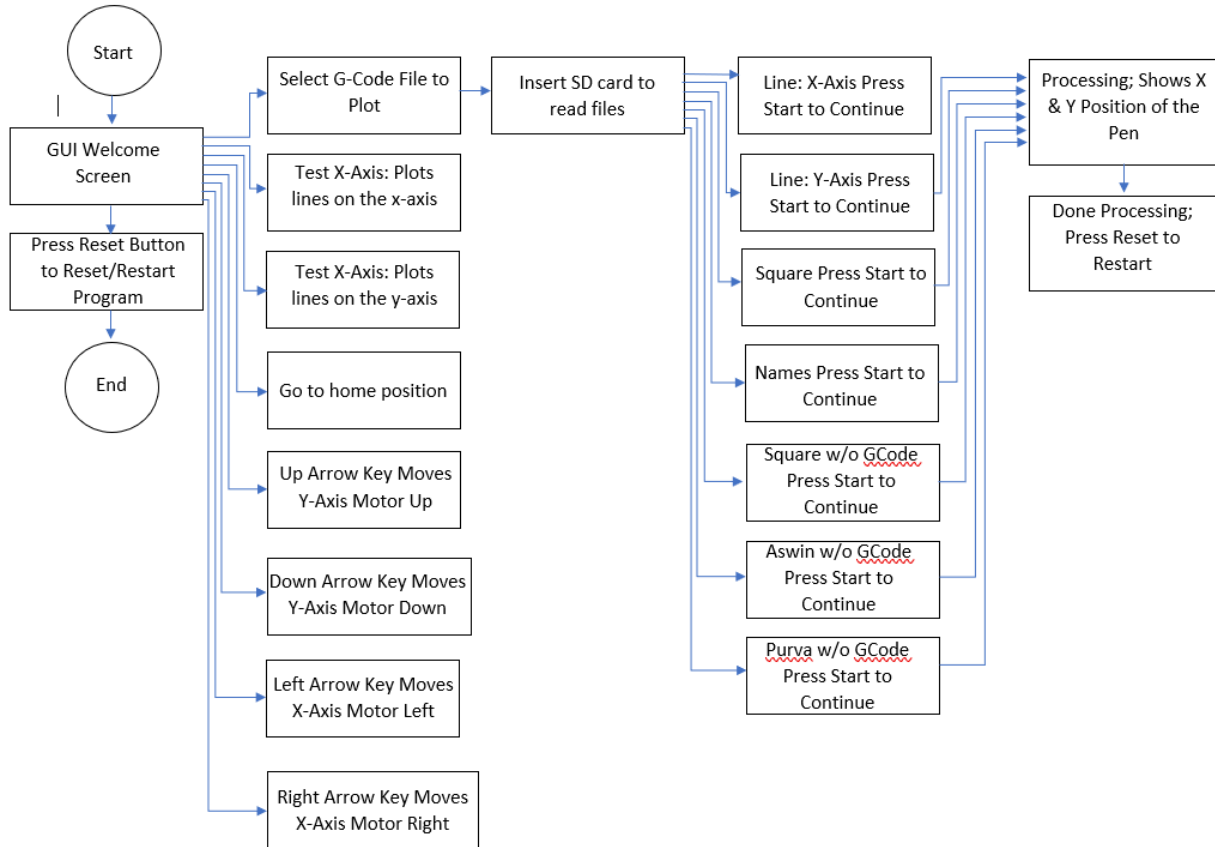 Start
GUI Welcome
Screen
Press Reset Button
to Reset/Restart
Program
End
Select G-Code File to
Plot
Test X-Axis: Plots
lines on the x-axis
Test X-Axis: Plots
lines on the y-axis
Go to home position
Up Arrow Key Moves
Y-Axis Motor Up
Down Arrow Key Moves
Y-Axis Motor Down
Left Arrow Key Moves
X-Axis Motor Left
Right Arrow Key Moves
X-Axis Motor Right
Insert SD card to
read files
Line: X-Axis Press
Start to Continue
Line: Y-Axis Press
Start to Continue
Square Press Start to
Continue
Names Press Start to
Continue
Square w/o GCode
Press Start to
Continue
Aswin w/o GCode
Press Start to
Continue
Purva w/o GCode
Press Start to
Continue
Processing; Shows X
& Y Position of the
Pen
Done Processing;
Press Reset to
Restart